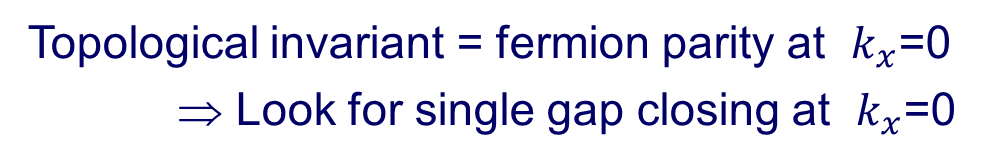 Topological invariant = fermion parity at kₓ=0
⇒ Look for single gap closing at kₓ=0